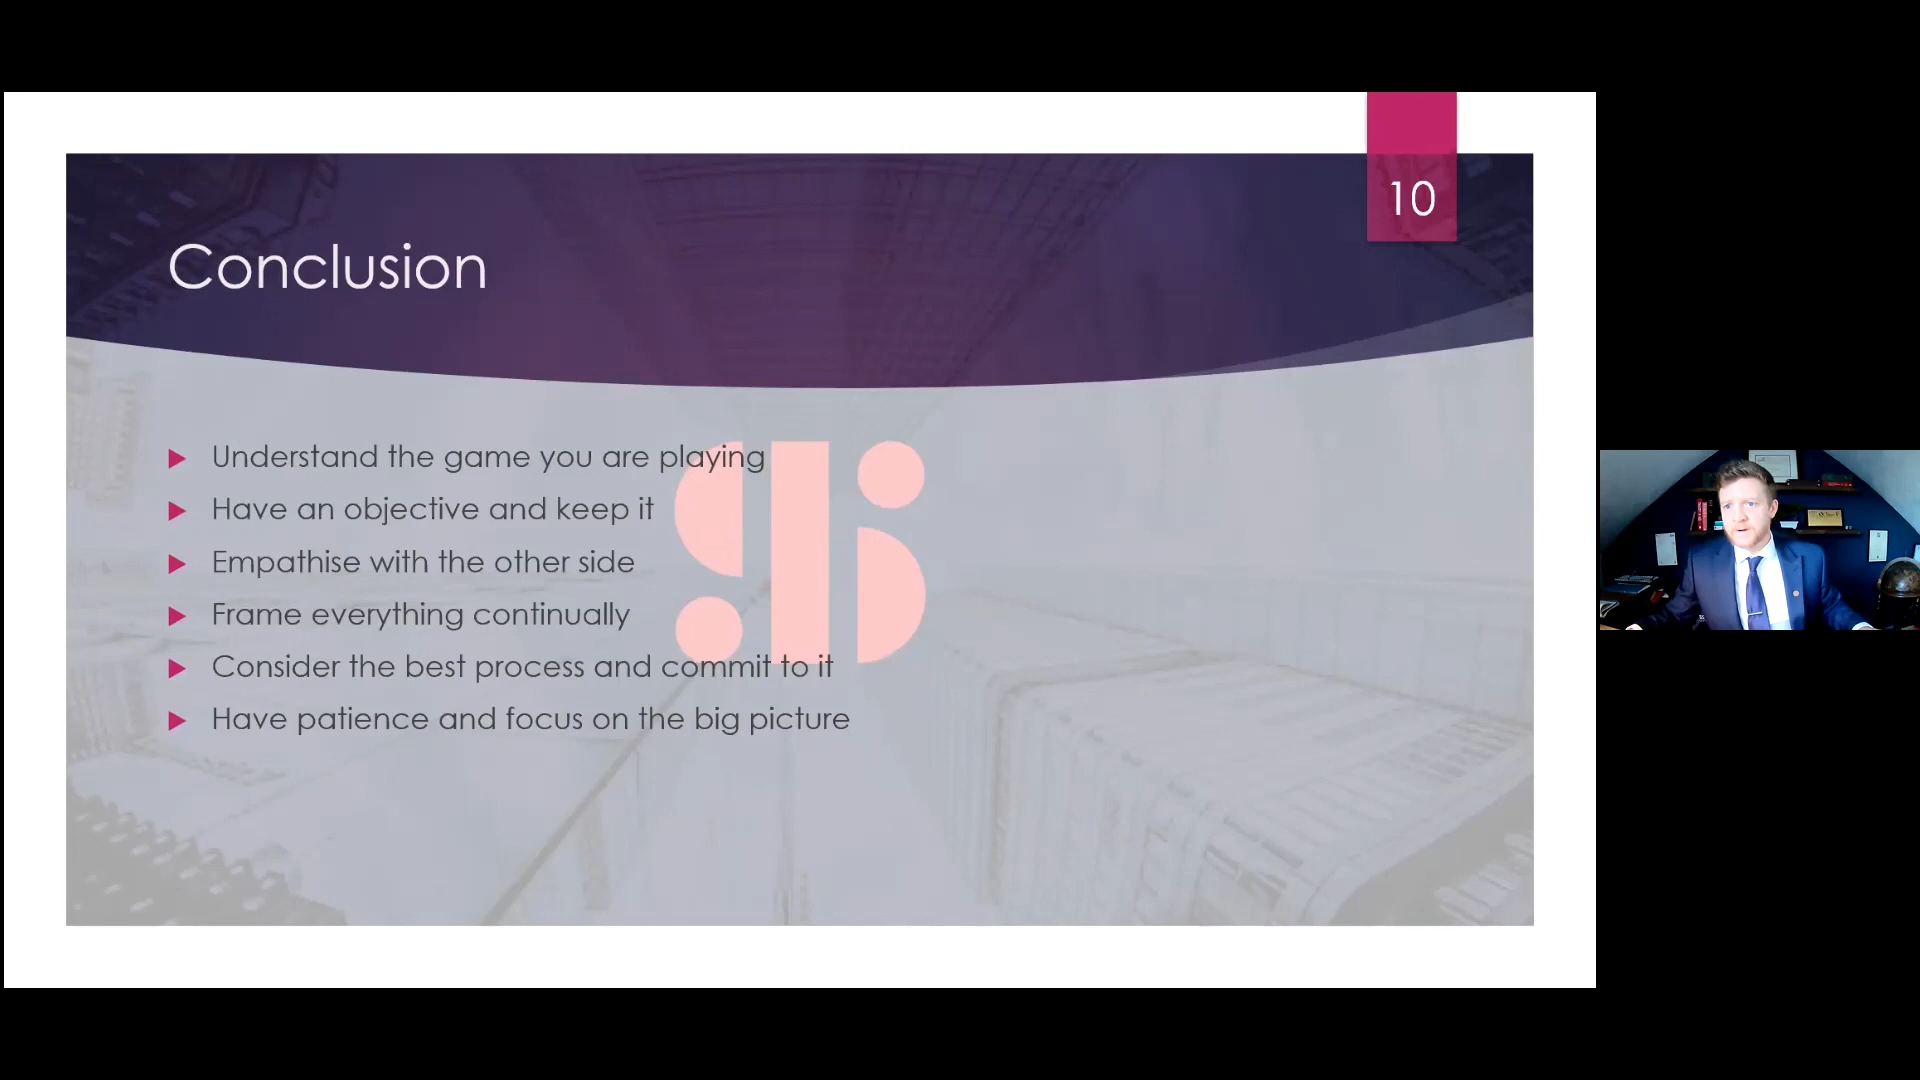 10
Conclusion
Understand the game you are playing
Have an objective and keep it
Empathise with the other side
Frame everything continually
Consider the best process and commit to it
Have patience and focus on the big picture